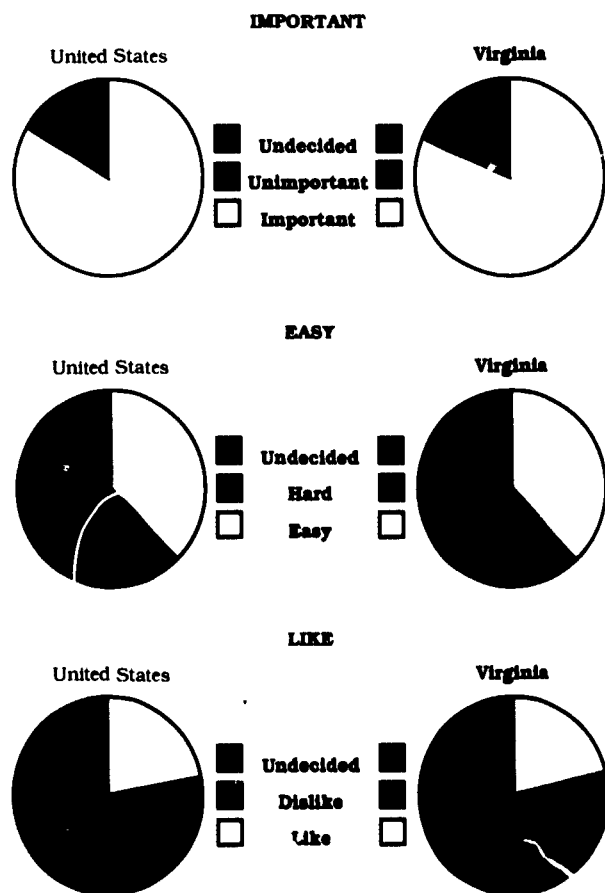 IMPORTANT
United States
Virginia
Undecided
Unimportant
Important
EASY
United States
Virginia
Undecided
Hard
Easy
LIKE
United States
Virginia
Undecided
Dislike
Like